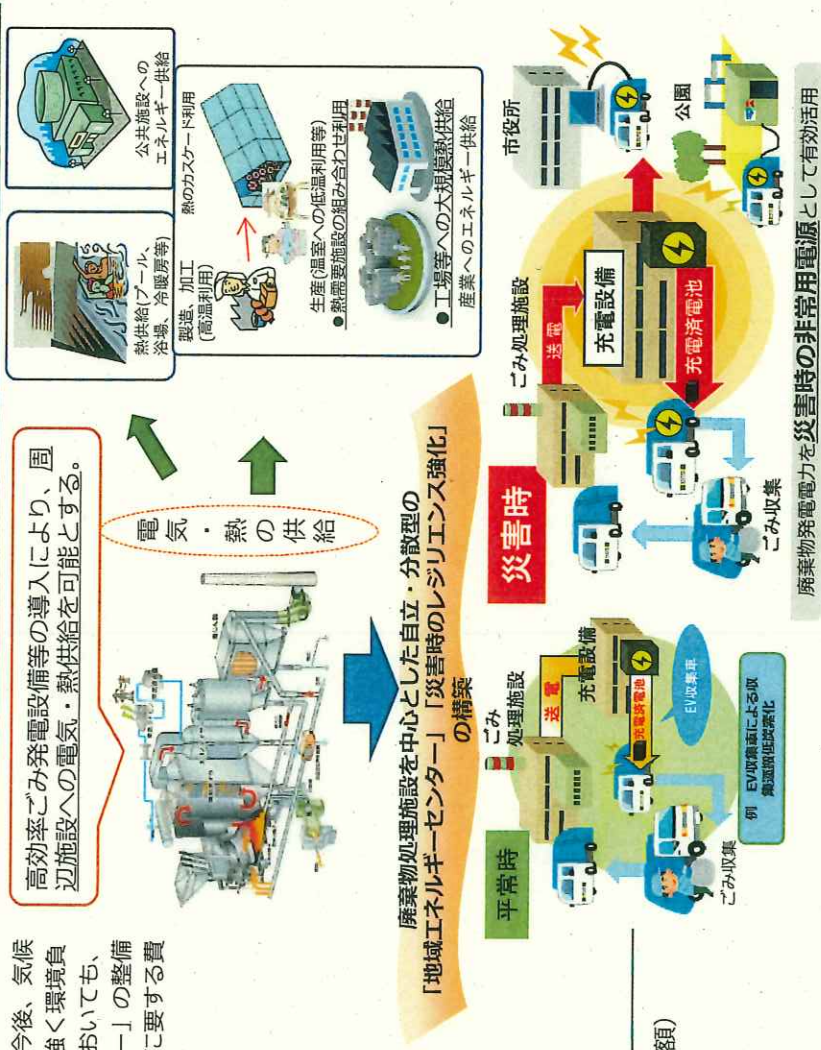 今後、気候
強く環境負
おいても、
ー」の整備
に要する費
額)
高効率ごみ発電設備等の導入により、周
辺施設への電気・熱供給を可能とする。
電気・熱の供給
熱供給(プール、
浴場、冷暖房等)
公共施設への
エネルギー供給
製造、加工
(高温利用)
熱のカスケード利用
生産(温室への低温利用等)
●熱需要施設の組み合わせ利用
●工場等への大規模熱供給
産業へのエネルギー供給
廃棄物処理施設を中心とした自立・分散型の
「地域エネルギーセンター」「災害時のレジリエンス強化」
の構築
平常時
ごみ
処理施設
送電
充電設備
充電済電池
EV収集車
ごみ収集
例 EV収集車による収
集運搬低炭素化
災害時
ごみ処理施設
送電
充電設備
充電済電池
ごみ収集
市役所
公園
廃棄物発電電力を災害時の非常用電源として有効活用